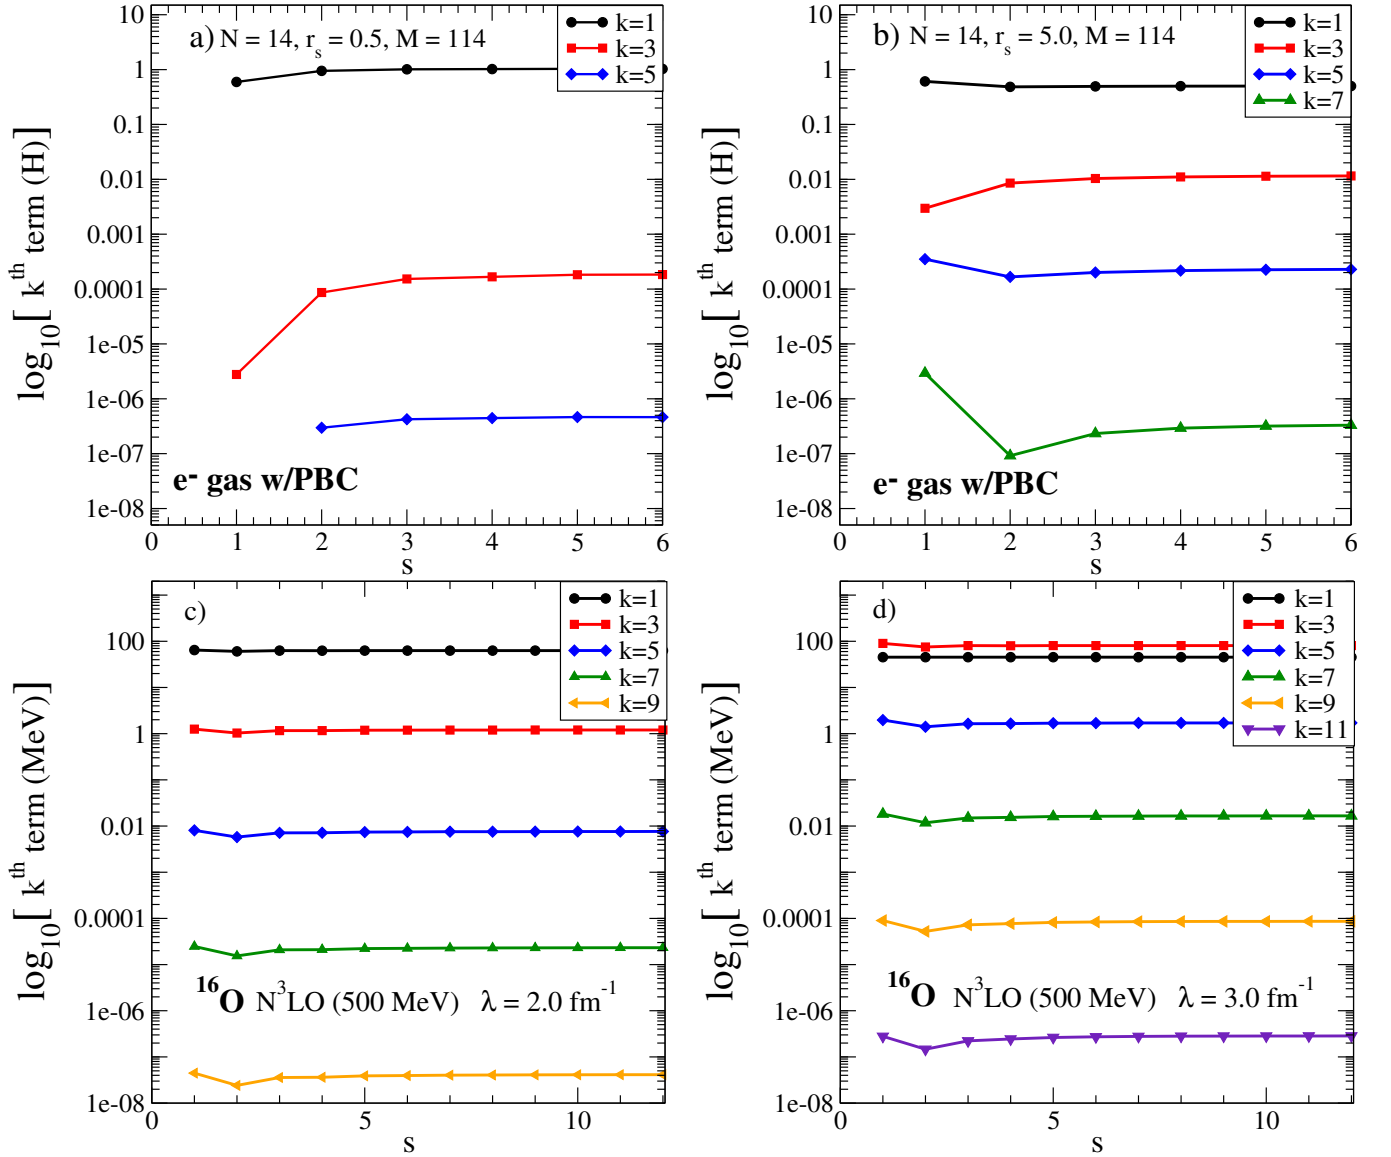 a) N = 14, r_s = 0.5, M = 114
k=1
k=3
k=5
10
1
0.1
0.01
0.001
0.0001
1e-05
1e-06
1e-07
1e-08
log₁₀[ k^th term (H)]
e⁻ gas w/PBC
0 1 2 3 4 5 6
s
b) N = 14, r_s = 5.0, M = 114
k=1
k=3
k=5
k=7
10
1
0.1
0.01
0.001
0.0001
1e-05
1e-06
1e-07
1e-08
log₁₀[ k^th term (H)]
e⁻ gas w/PBC
0 1 2 3 4 5 6
s
c)
k=1
k=3
k=5
k=7
k=9
100
1
0.01
0.0001
1e-06
1e-08
log₁₀[ k^th term (MeV)]
¹⁶O N³LO (500 MeV) λ = 2.0 fm⁻¹
0 5 10
s
d)
k=1
k=3
k=5
k=7
k=9
k=11
100
1
0.01
0.0001
1e-06
1e-08
log₁₀[ k^th term (MeV)]
¹⁶O N³LO (500 MeV) λ = 3.0 fm⁻¹
0 5 10
s